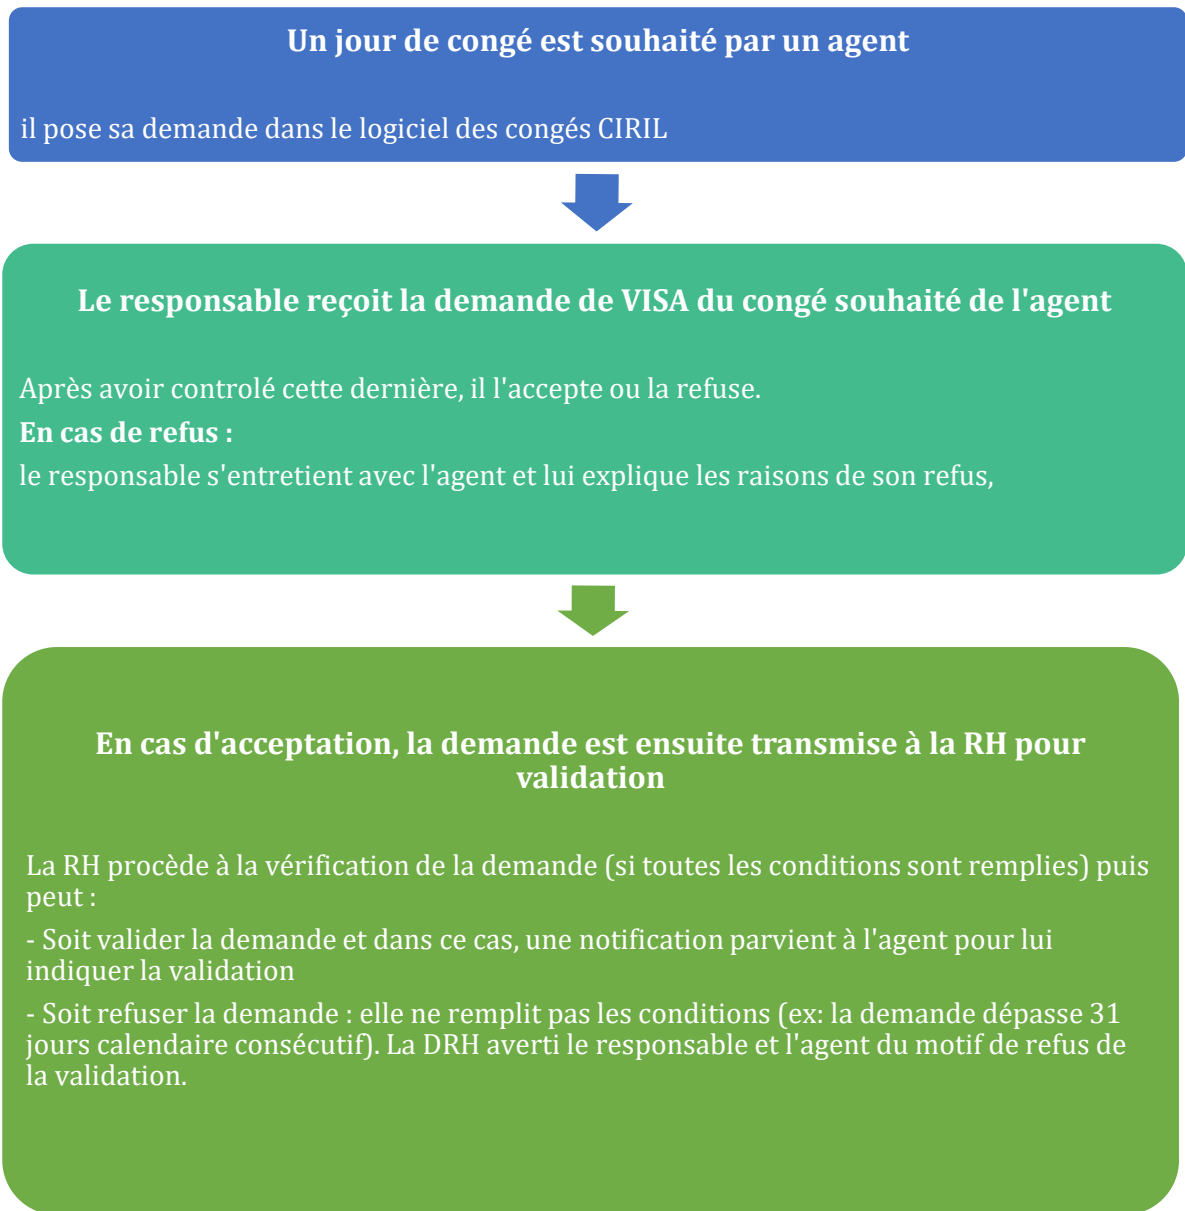 Un jour de congé est souhaité par un agent
il pose sa demande dans le logiciel des congés CIRIL
Le responsable reçoit la demande de VISA du congé souhaité de l'agent
Après avoir controlé cette dernière, il l'accepte ou la refuse.
En cas de refus :
le responsable s'entretient avec l'agent et lui explique les raisons de son refus,
En cas d'acceptation, la demande est ensuite transmise à la RH pour
validation
La RH procède à la vérification de la demande (si toutes les conditions sont remplies) puis
peut :
- Soit valider la demande et dans ce cas, une notification parvient à l'agent pour lui
indiquer la validation
- Soit refuser la demande : elle ne remplit pas les conditions (ex: la demande dépasse 31
jours calendaire consécutif). La DRH averti le responsable et l'agent du motif de refus de
la validation.